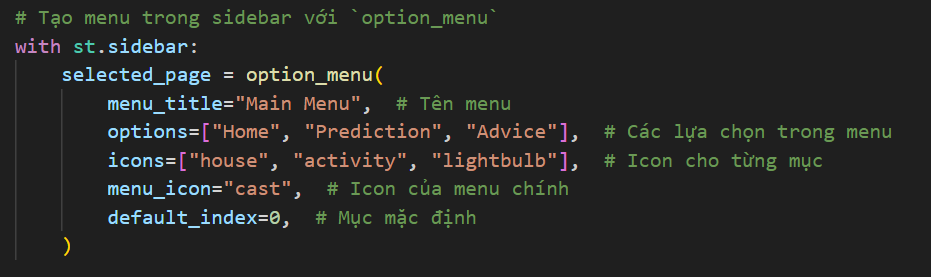 # Tạo menu trong sidebar với `option_menu`
with st.sidebar:
    selected_page = option_menu(
        menu_title="Main Menu",  # Tên menu
        options=["Home", "Prediction", "Advice"],  # Các lựa chọn trong menu
        icons=["house", "activity", "lightbulb"],  # Icon cho từng mục
        menu_icon="cast",  # Icon của menu chính
        default_index=0,  # Mục mặc định
    )